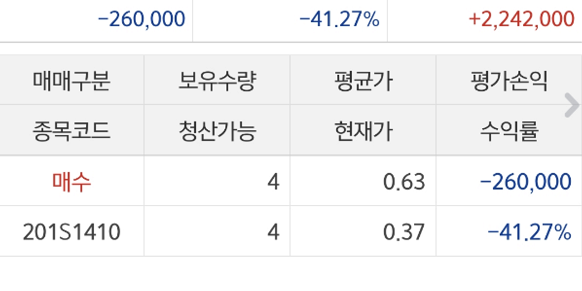 -260,000 -41.27% +2,242,000
매매구분 보유수량 평균가 평가손익
종목코드 청산가능 현재가 수익률
매수 4 0.63 -260,000
201S1410 4 0.37 -41.27%